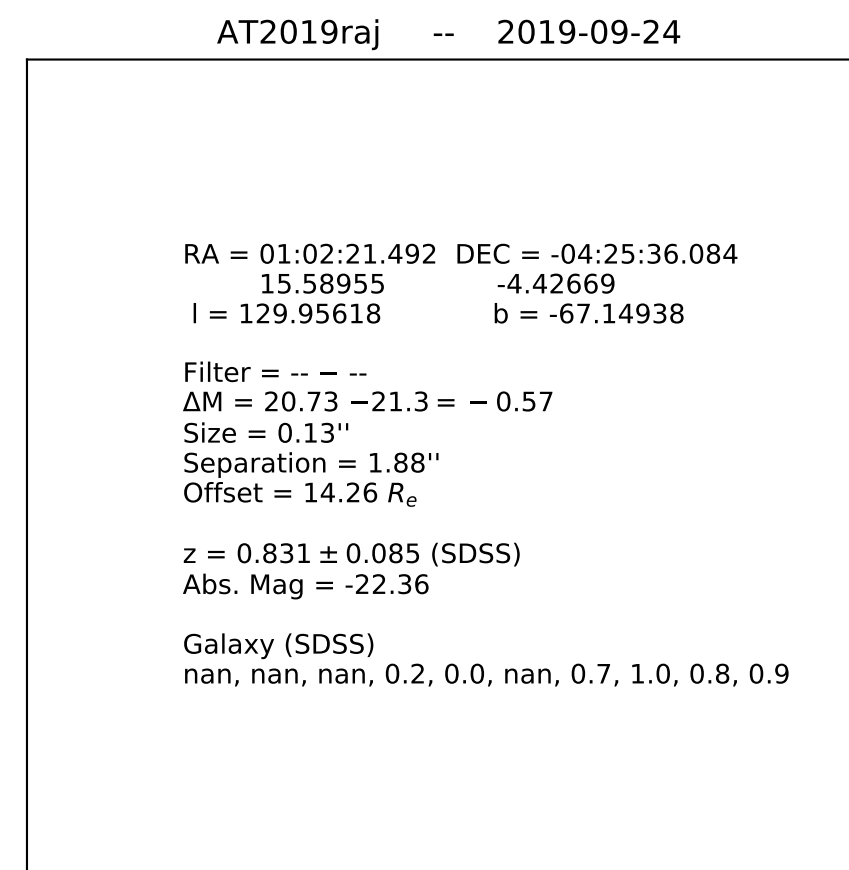 AT2019raj -- 2019-09-24
RA = 01:02:21.492 DEC = -04:25:36.084
15.58955 -4.42669
l = 129.95618 b = -67.14938
Filter = -- − --
ΔM = 20.73 −21.3 = − 0.57
Size = 0.13''
Separation = 1.88''
Offset = 14.26 Rₑ
z = 0.831 ± 0.085 (SDSS)
Abs. Mag = -22.36
Galaxy (SDSS)
nan, nan, nan, 0.2, 0.0, nan, 0.7, 1.0, 0.8, 0.9